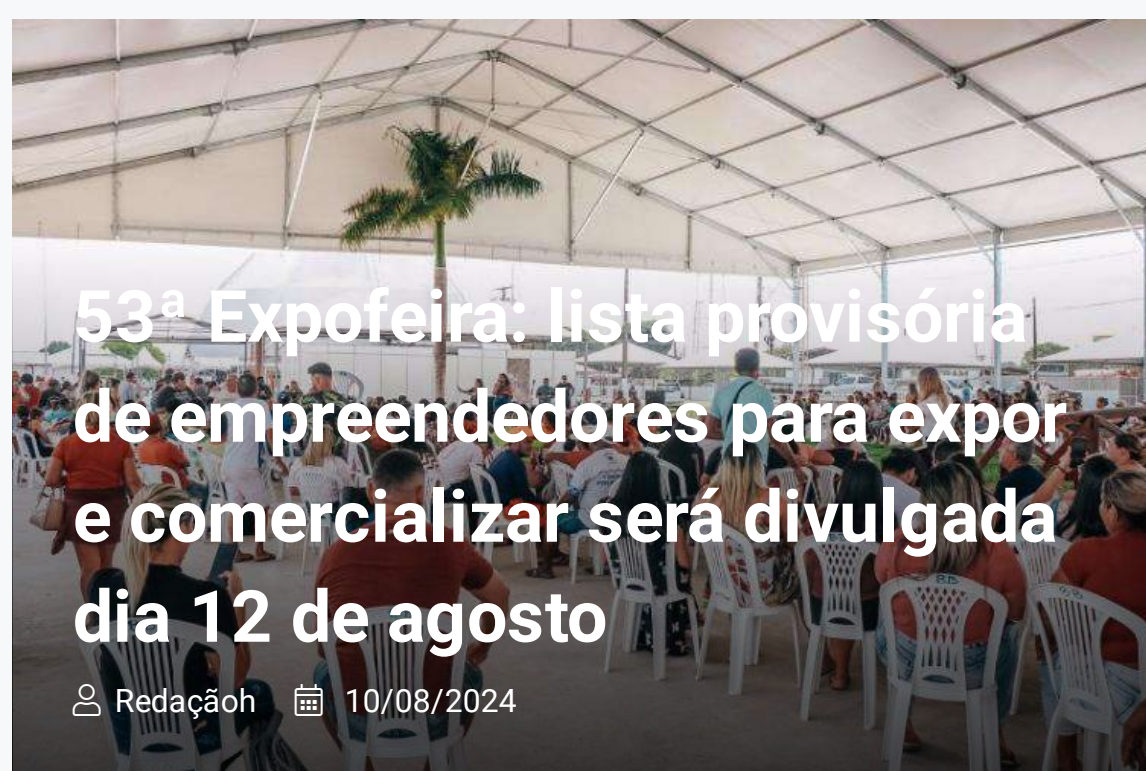 53ª Expofeira: lista provisória
de empreendedores para expor
e comercializar será divulgada
dia 12 de agosto
Redaçãoh 10/08/2024